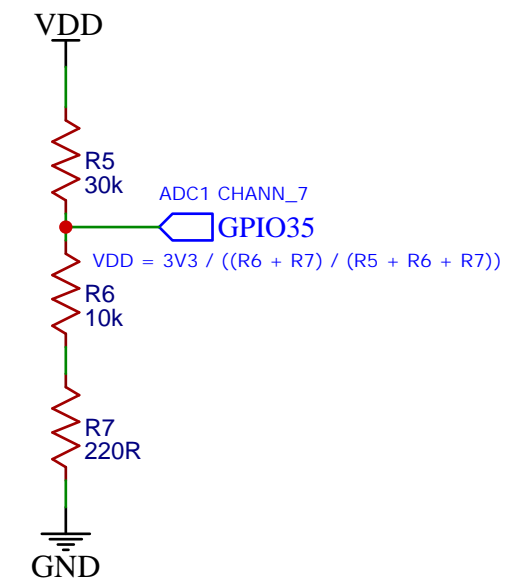 VDD
R5
30k
ADC1 CHANN_7
GPIO35
VDD = 3V3 / ((R6 + R7) / (R5 + R6 + R7))
R6
10k
R7
220R
GND